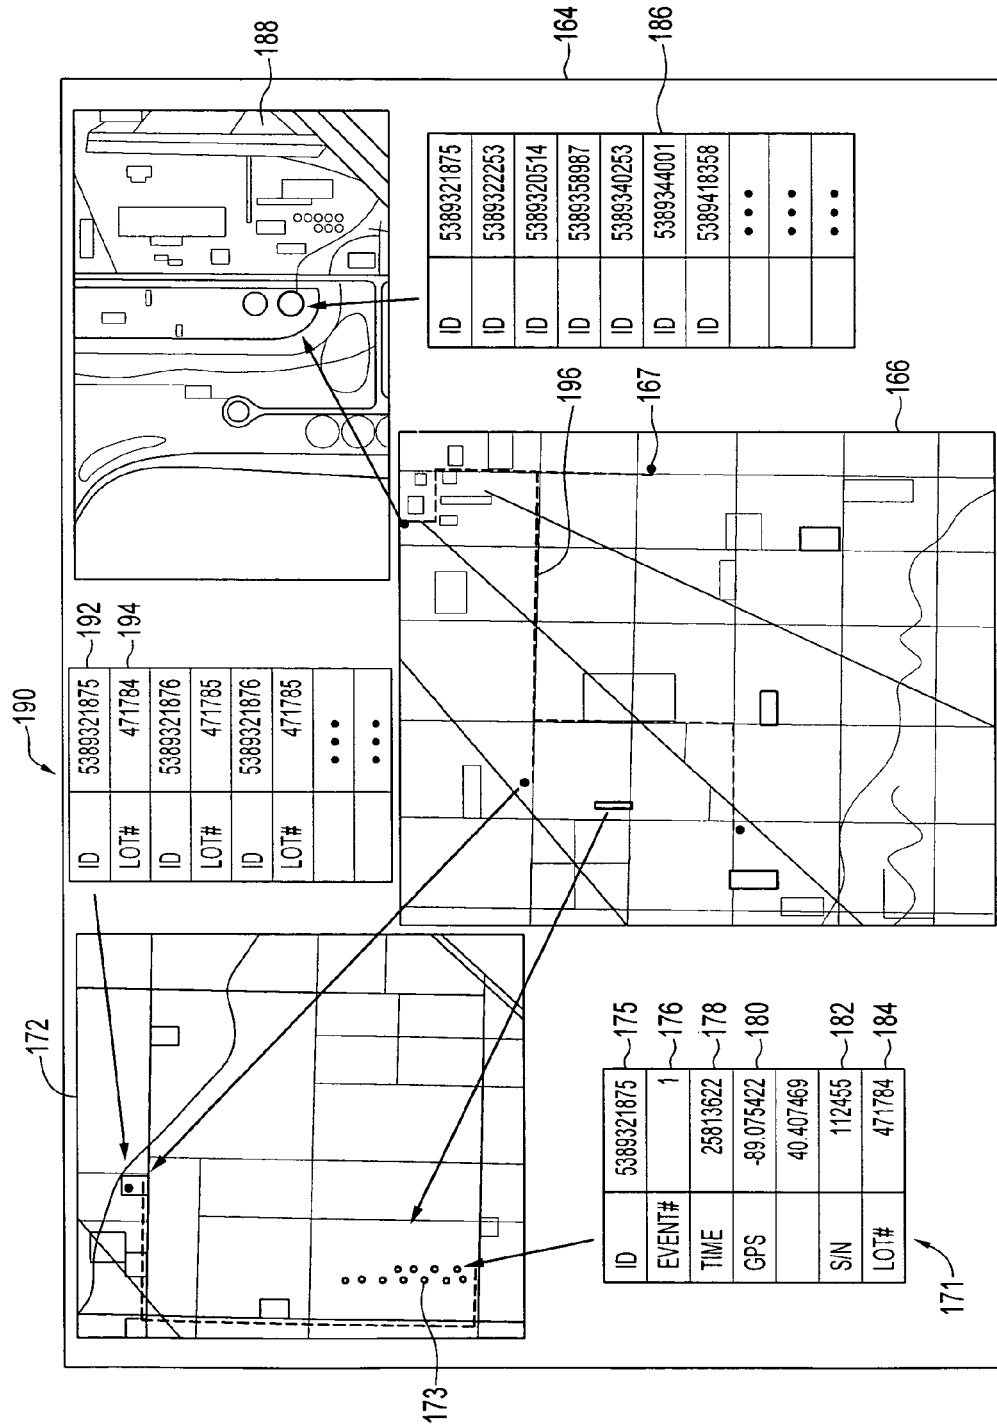 172
190
ID 5389321875
LOT# 471784
ID 5389321876
LOT# 471785
ID 5389321876
LOT# 471785
192
194
188
164
173
ID 5389321875
EVENT# 1
TIME 25813622
GPS -89.075422
40.407469
S/N 112455
LOT# 471784
175
176
178
180
182
184
171
196
167
166
ID 5389321875
ID 5389322253
ID 5389320514
ID 5389358987
ID 5389340253
ID 5389344001
ID 5389418358
186